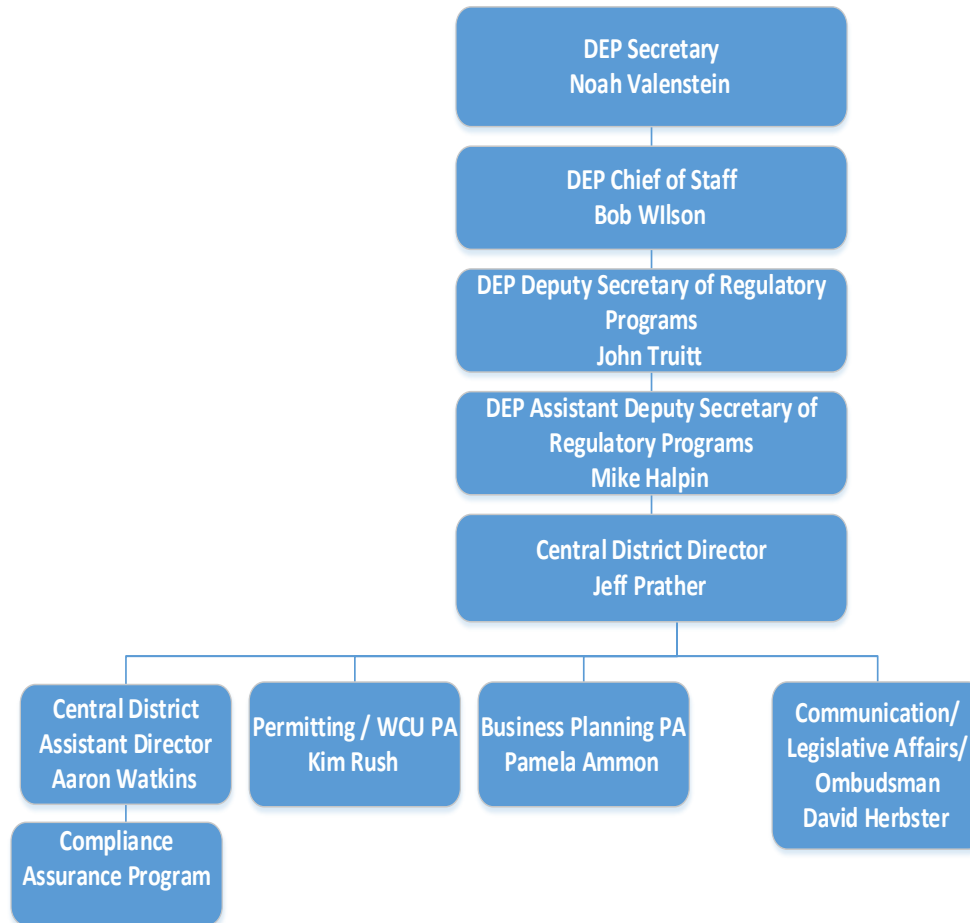 DEP Secretary
Noah Valenstein
DEP Chief of Staff
Bob WIlson
DEP Deputy Secretary of Regulatory
Programs
John Truitt
DEP Assistant Deputy Secretary of
Regulatory Programs
Mike Halpin
Central District Director
Jeff Prather
Central District
Assistant Director
Aaron Watkins
Compliance
Assurance Program
Permitting / WCU PA
Kim Rush
Business Planning PA
Pamela Ammon
Communication/
Legislative Affairs/
Ombudsman
David Herbster